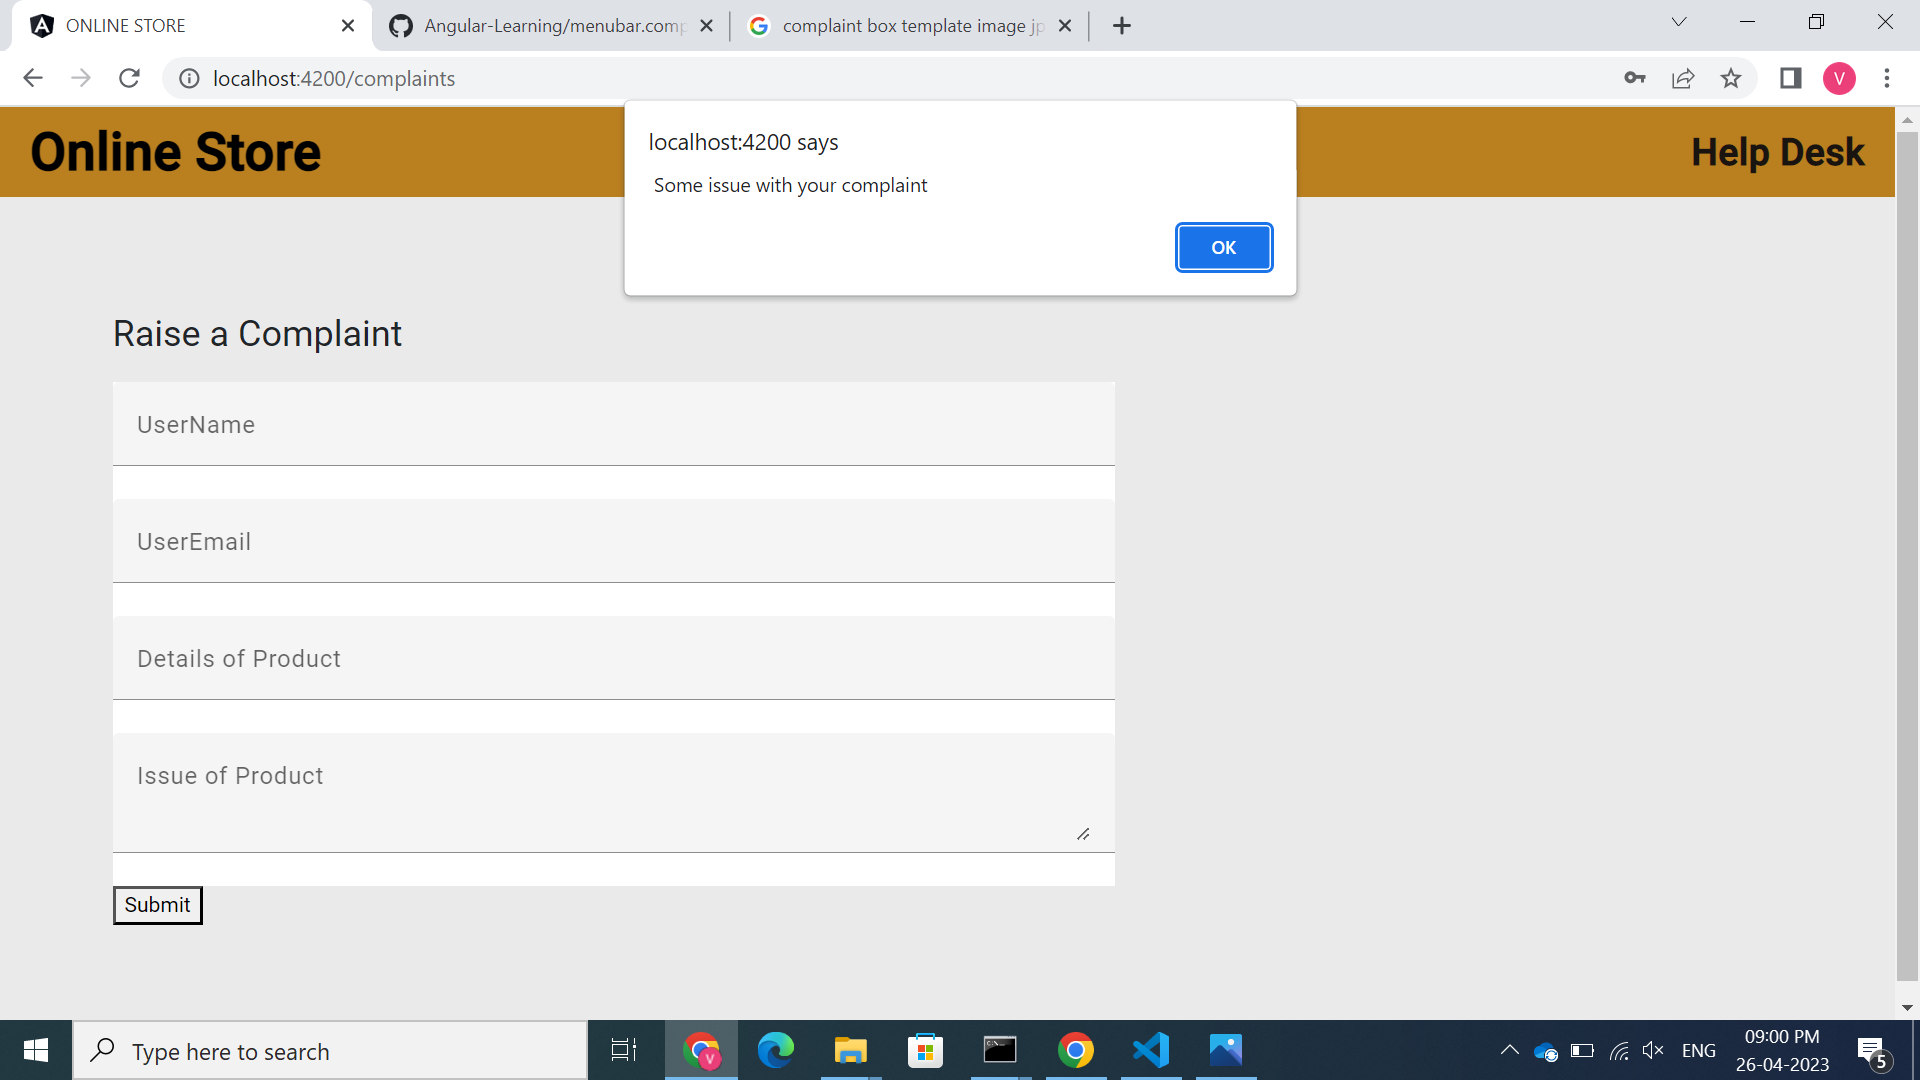 ONLINE STORE
Angular-Learning/menubar.comp
complaint box template image jp
localhost:4200/complaints
V
Online Store
Help Desk
localhost:4200 says
Some issue with your complaint
OK
Raise a Complaint
UserName
UserEmail
Details of Product
Issue of Product
Submit
Type here to search
V
ENG
09:00 PM
26-04-2023
5